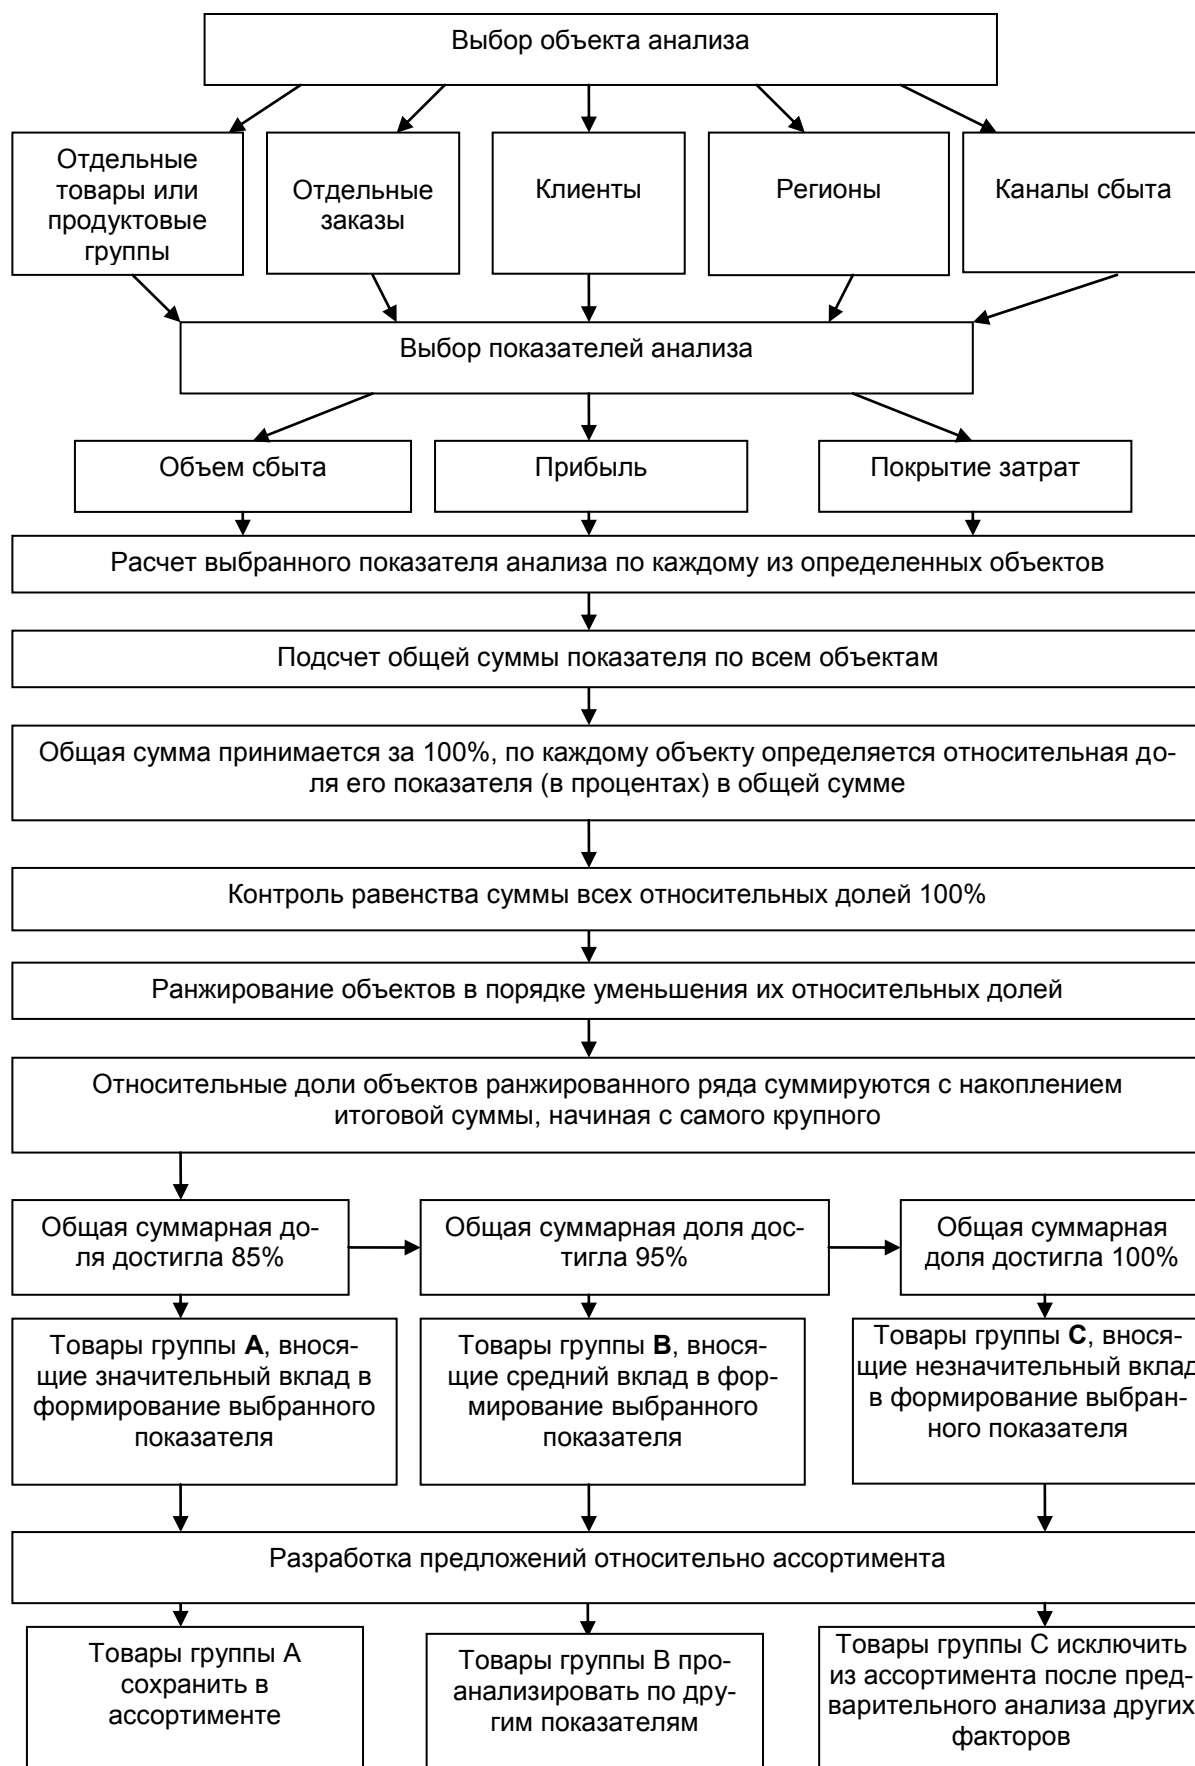 Выбор объекта анализа
Отдельные
товары или
продуктовые
группы
Отдельные
заказы
Клиенты
Регионы
Каналы сбыта
Выбор показателей анализа
Объем сбыта
Прибыль
Покрытие затрат
Расчет выбранного показателя анализа по каждому из определенных объектов
Подсчет общей суммы показателя по всем объектам
Общая сумма принимается за 100%, по каждому объекту определяется относительная до-
ля его показателя (в процентах) в общей сумме
Контроль равенства суммы всех относительных долей 100%
Ранжирование объектов в порядке уменьшения их относительных долей
Относительные доли объектов ранжированного ряда суммируются с накоплением
итоговой суммы, начиная с самого крупного
Общая суммарная до-
ля достигла 85%
Общая суммарная доля дос-
тигла 95%
Общая суммарная
доля достигла 100%
Товары группы А, внося-
щие значительный вклад в
формирование выбранного
показателя
Товары группы В, внося-
щие средний вклад в фор-
мирование выбранного
показателя
Товары группы С, внося-
щие незначительный вклад
в формирование выбран-
ного показателя
Разработка предложений относительно ассортимента
Товары группы А
сохранить в
ассортименте
Товары группы В про-
анализировать по дру-
гим показателям
Товары группы С исключить
из ассортимента после пред-
варительного анализа других
факторов